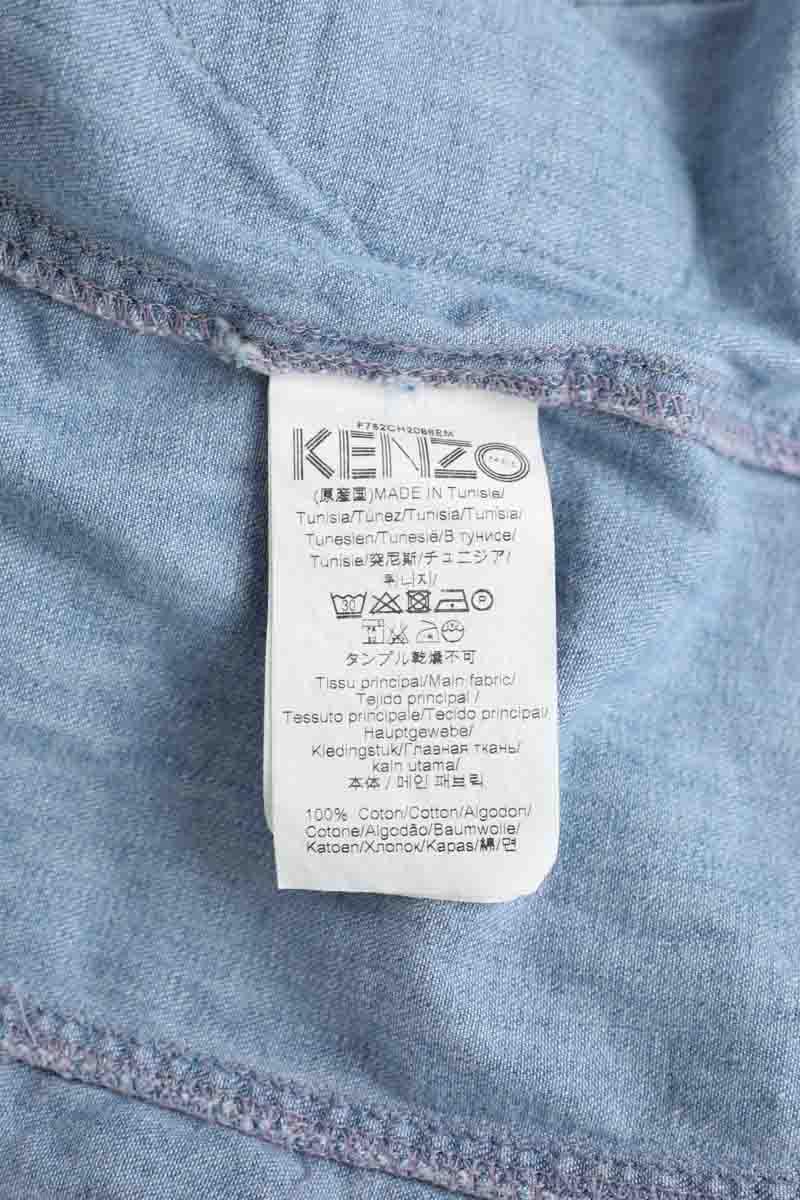 F752CH2068EM
KENZO
PARIS
(原産国)MADE IN Tunisie/
Tunisia/Túnez/Tunisia/Tunísia/
Tunesien/Tunesië/В тунисе/
Tunisie/突尼斯/チュニジア/
튀니지/
30 P
タンブル乾燥不可
Tissu principal/Main fabric/
Tejido principal /
Tessuto principale/Tecido principal/
Hauptgewebe/
Kledingstuk/Главная ткань/
kain utama/
本体 / 메인 패브릭
100% Coton/Cotton/Algodon/
Cotone/Algodão/Baumwolle/
Katoen/Хлопок/Kapas/綿/면